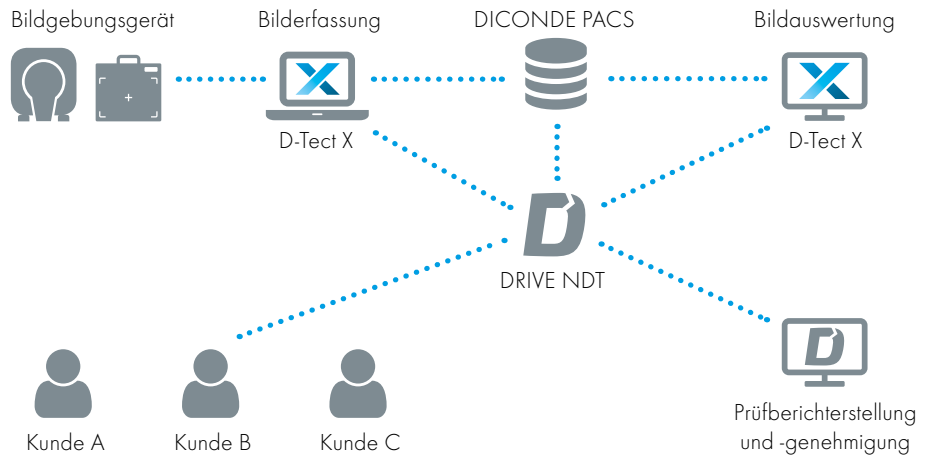 Bildgebungsgerät
Bilderfassung
DICONDE PACS
Bildauswertung
D-Tect X
D-Tect X
DRIVE NDT
Kunde A
Kunde B
Kunde C
Prüfberichterstellung
und -genehmigung